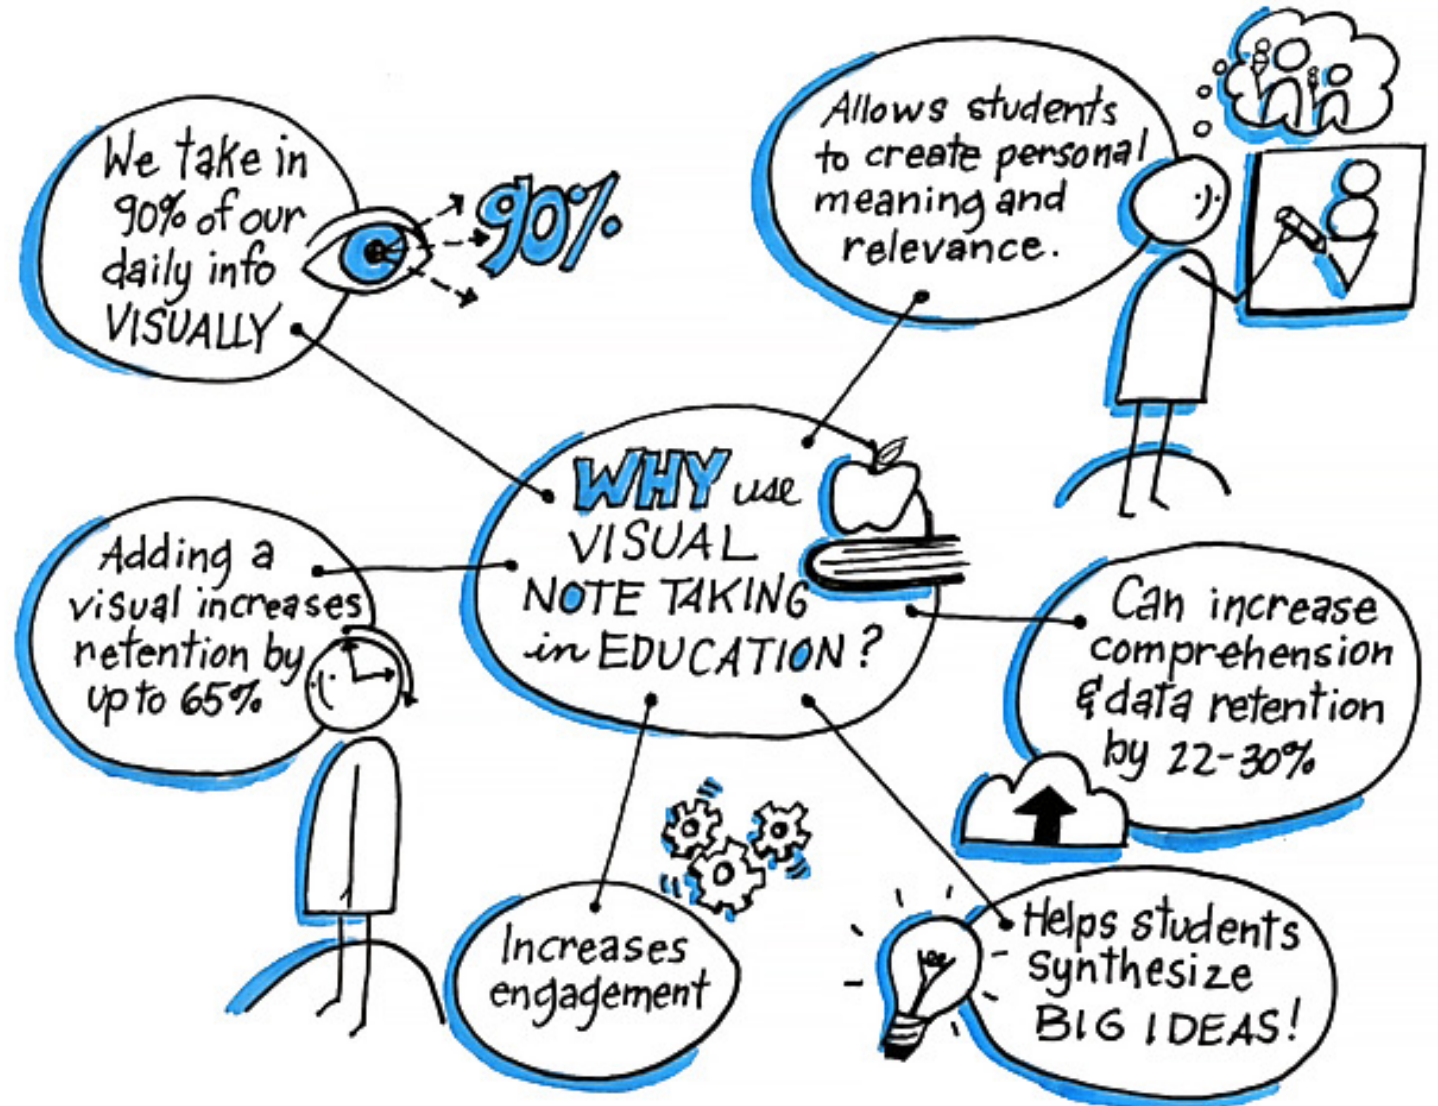 We take in
90% of our
daily info
VISUALLY
90%
Allows students
to create personal
meaning and
relevance.
WHY use
VISUAL
NOTE TAKING
in EDUCATION?
Adding a
visual increases
retention by
up to 65%
Can increase
comprehension
& data retention
by 22-30%
Increases
engagement
Helps students
synthesize
BIG IDEAS!